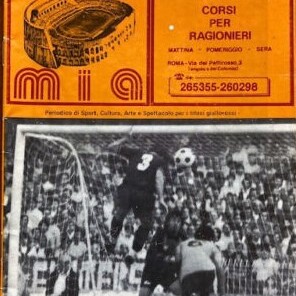 CORSI
PER
RAGIONIERI
MATTINA - POMERIGGIO - SERA
ROMA - Via del Pellicciaio, 3
265355-260298
mia
Periodico di Sport, Cultura, Arte e Spettacolo per i tifosi giallorossi
3